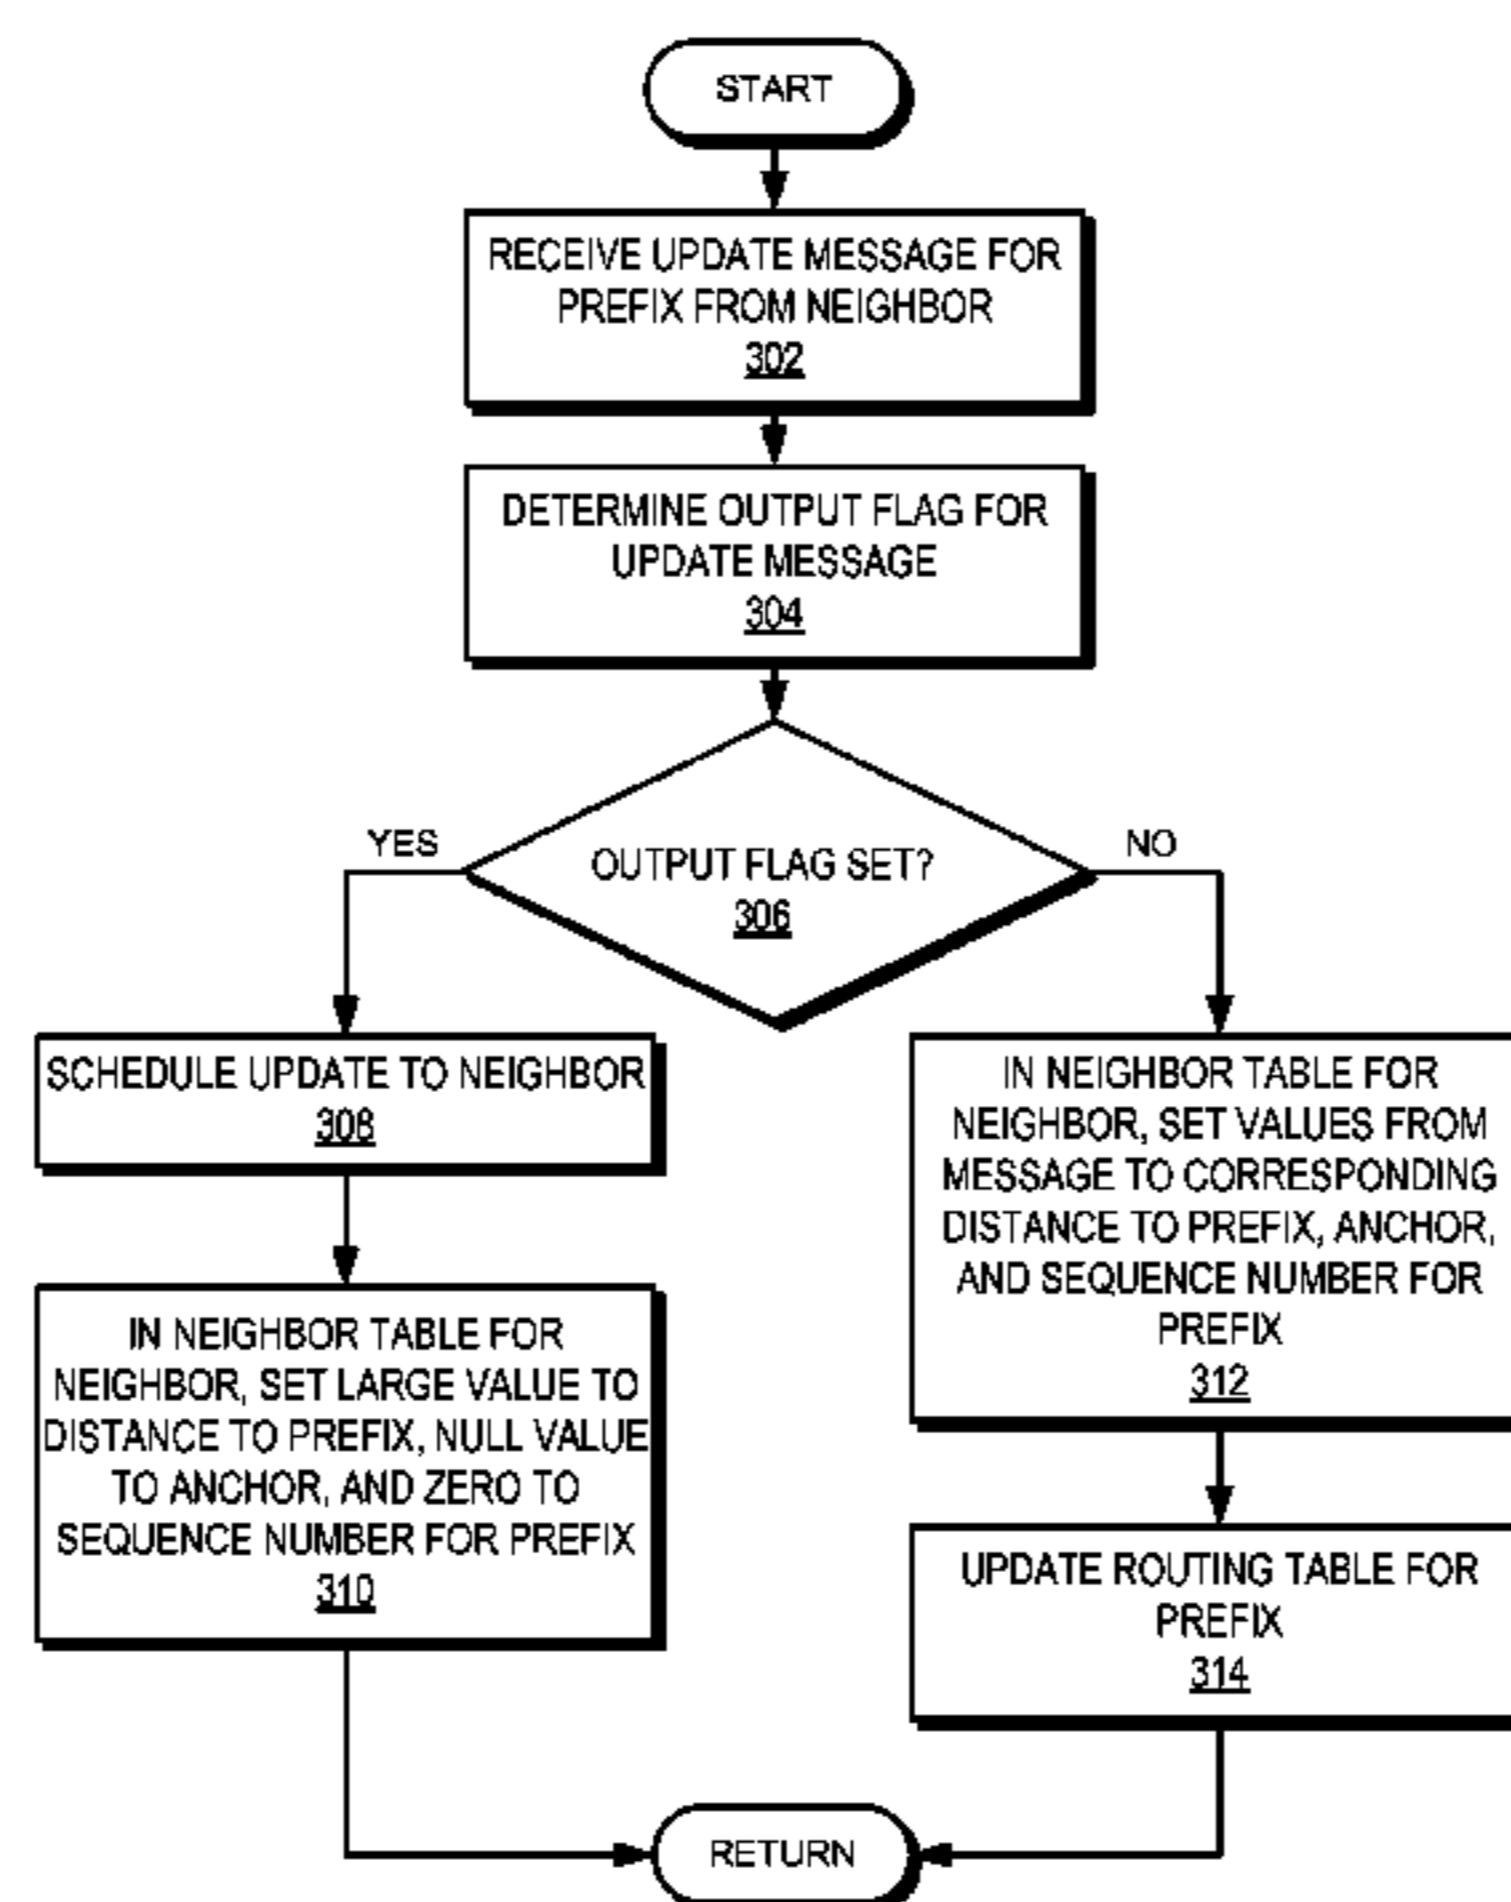 START
RECEIVE UPDATE MESSAGE FOR
PREFIX FROM NEIGHBOR
302
DETERMINE OUTPUT FLAG FOR
UPDATE MESSAGE
304
OUTPUT FLAG SET?
306
YES
NO
SCHEDULE UPDATE TO NEIGHBOR
308
IN NEIGHBOR TABLE FOR
NEIGHBOR, SET LARGE VALUE TO
DISTANCE TO PREFIX, NULL VALUE
TO ANCHOR, AND ZERO TO
SEQUENCE NUMBER FOR PREFIX
310
IN NEIGHBOR TABLE FOR
NEIGHBOR, SET VALUES FROM
MESSAGE TO CORRESPONDING
DISTANCE TO PREFIX, ANCHOR,
AND SEQUENCE NUMBER FOR
PREFIX
312
UPDATE ROUTING TABLE FOR
PREFIX
314
RETURN